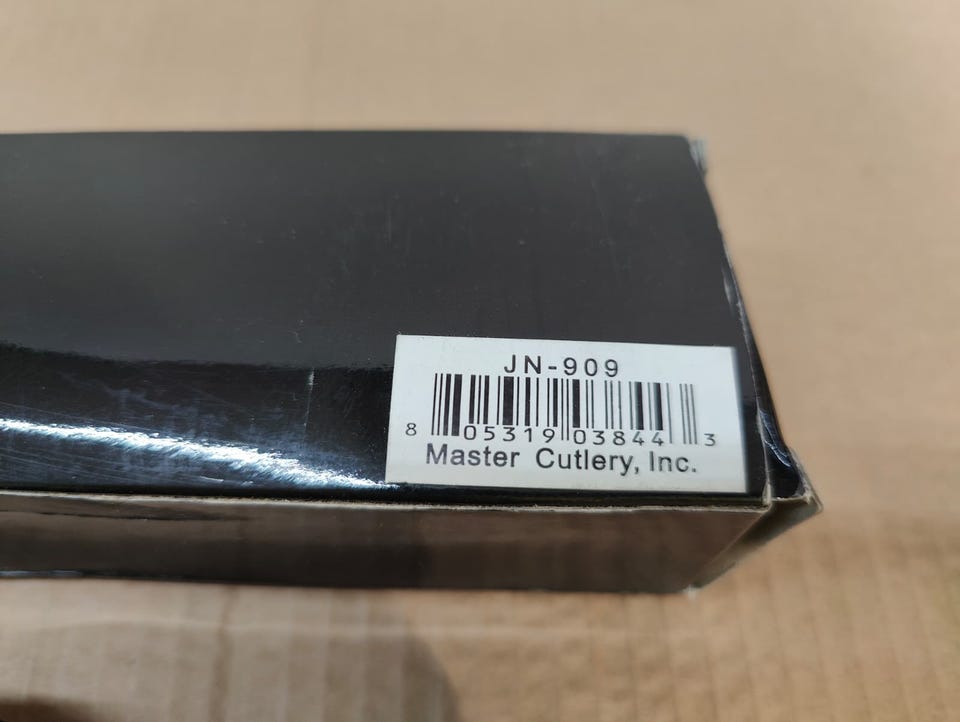 JN-909
8 05319 03844 3
Master Cutlery, Inc.